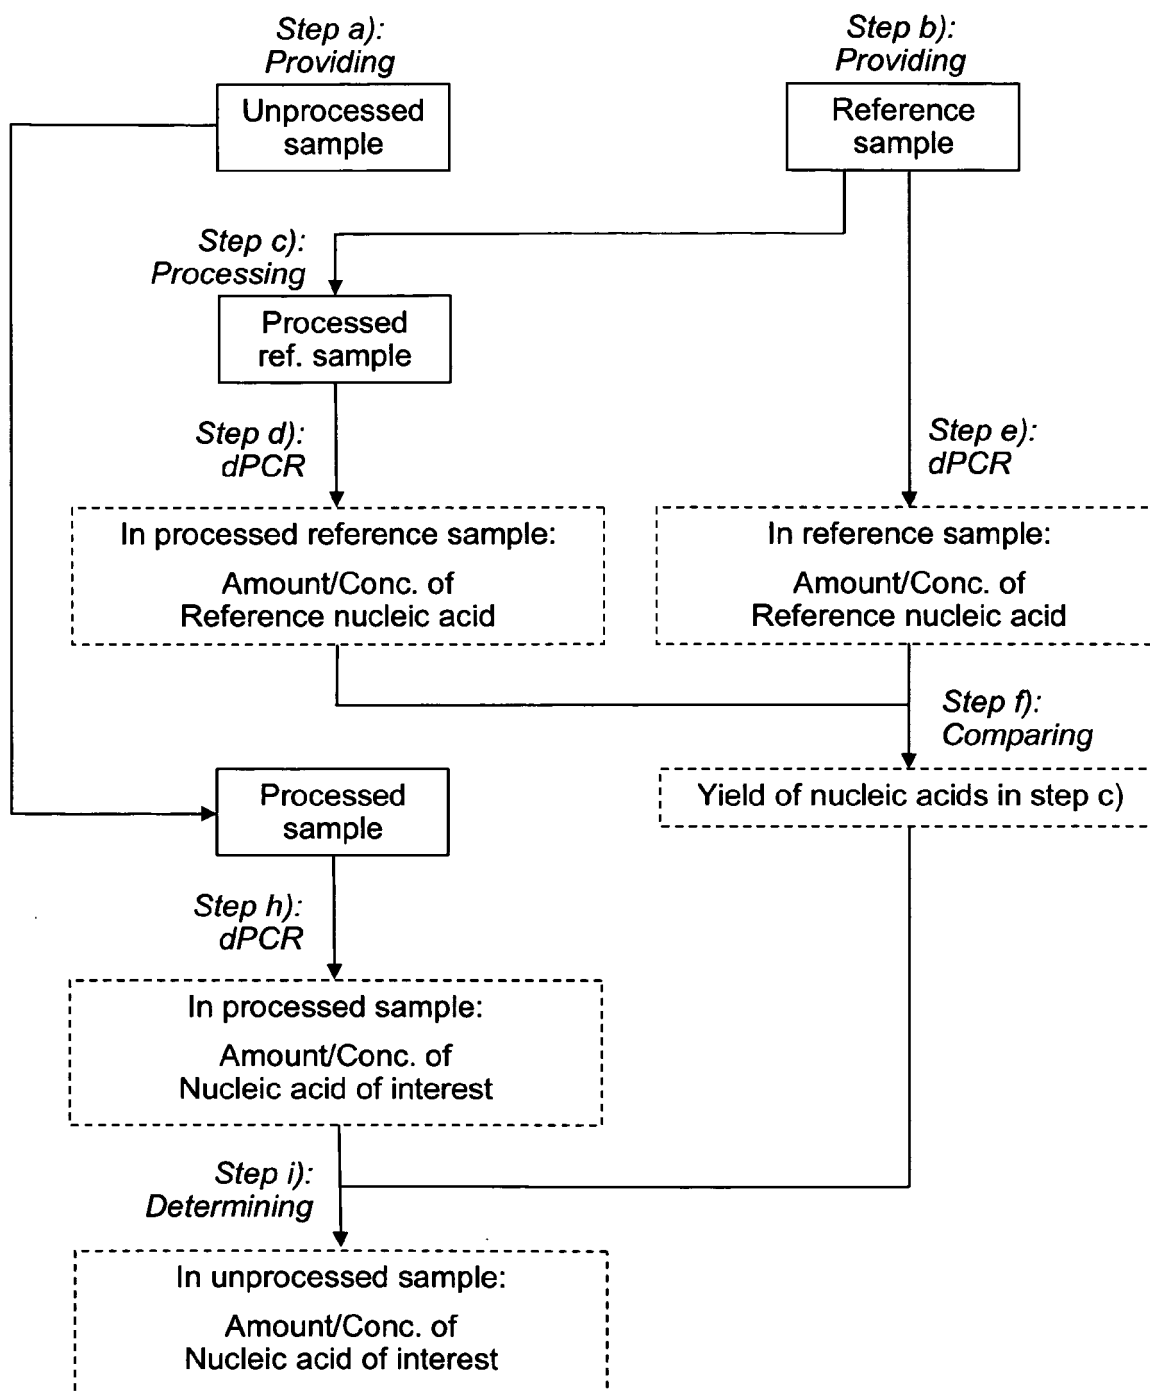 Step a):
Providing
Unprocessed
sample
Step b):
Providing
Reference
sample
Step c):
Processing
Processed
ref. sample
Step d):
dPCR
Step e):
dPCR
In processed reference sample:
Amount/Conc. of
Reference nucleic acid
In reference sample:
Amount/Conc. of
Reference nucleic acid
Step f):
Comparing
Processed
sample
Yield of nucleic acids in step c)
Step h):
dPCR
In processed sample:
Amount/Conc. of
Nucleic acid of interest
Step i):
Determining
In unprocessed sample:
Amount/Conc. of
Nucleic acid of interest